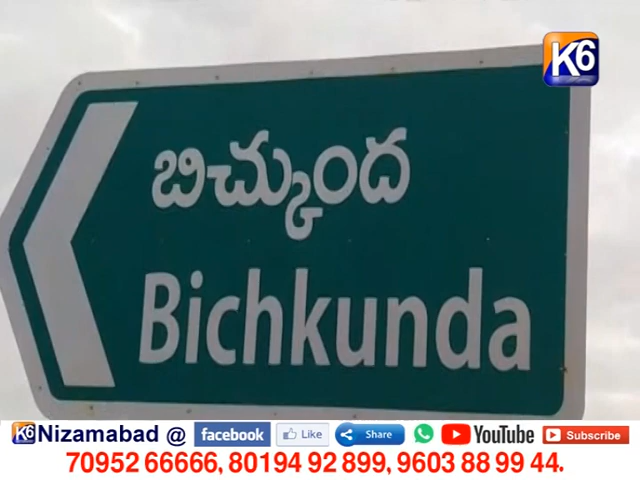 K6
బిచ్కుంద
Bichkunda
K6 Nizamabad @ facebook Like Share YouTube Subscribe
70952 66666, 80194 92 899, 9603 88 99 44.